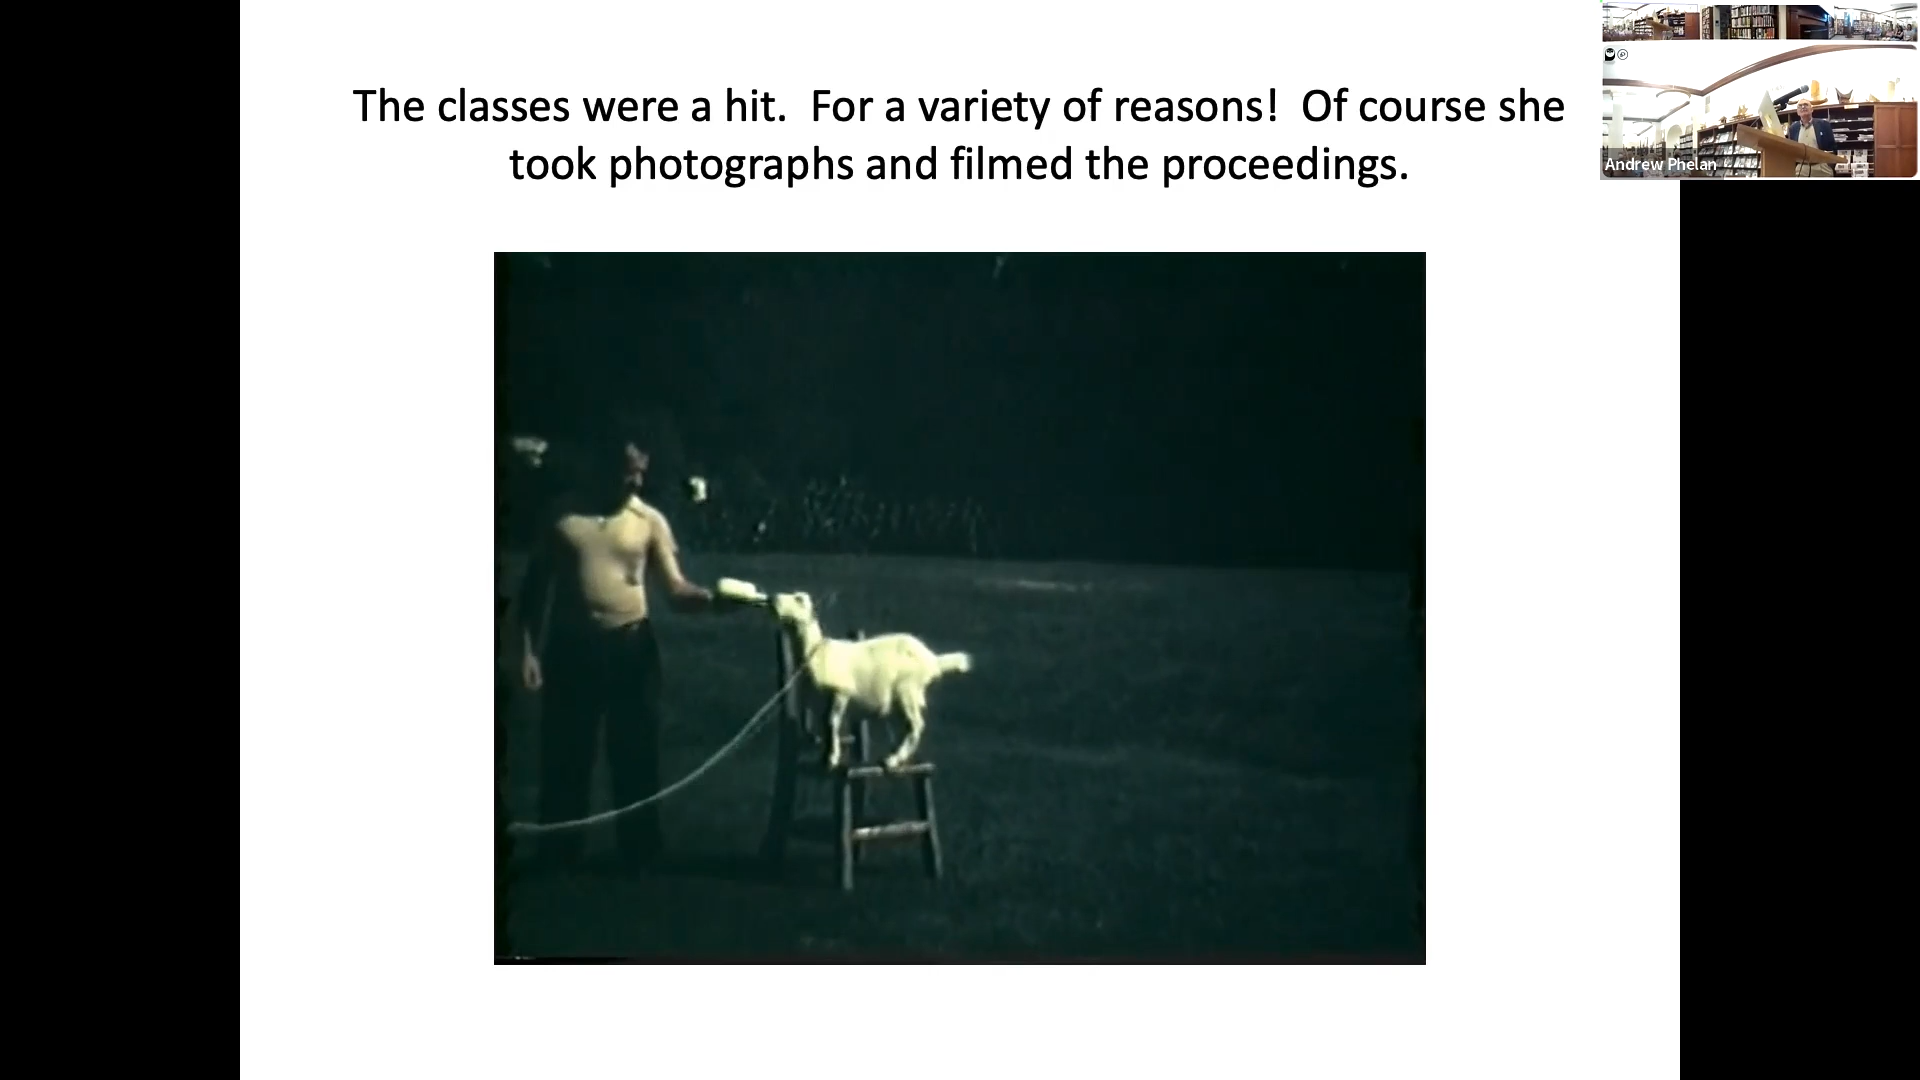 The classes were a hit.  For a variety of reasons!  Of course she
took photographs and filmed the proceedings.
Andrew Phelan